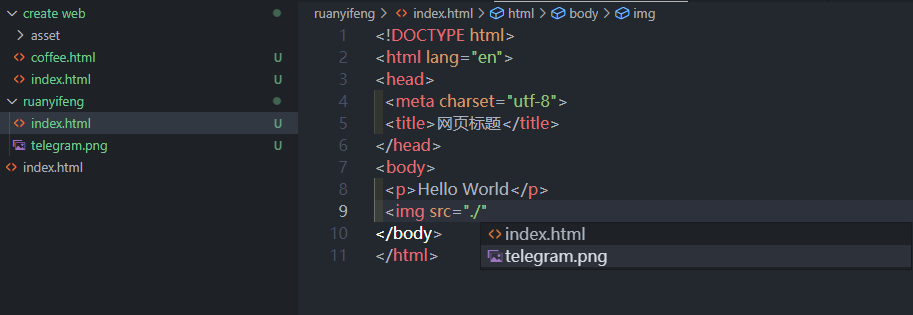 create web
asset
coffee.html U
index.html U
ruanyifeng
index.html U
telegram.png U
index.html
ruanyifeng > index.html > html > body > img
1 <!DOCTYPE html>
2 <html lang="en">
3 <head>
4 <meta charset="utf-8">
5 <title>网页标题</title>
6 </head>
7 <body>
8 <p>Hello World</p>
9 <img src="./"
10 </body>
11 </html>
index.html
telegram.png